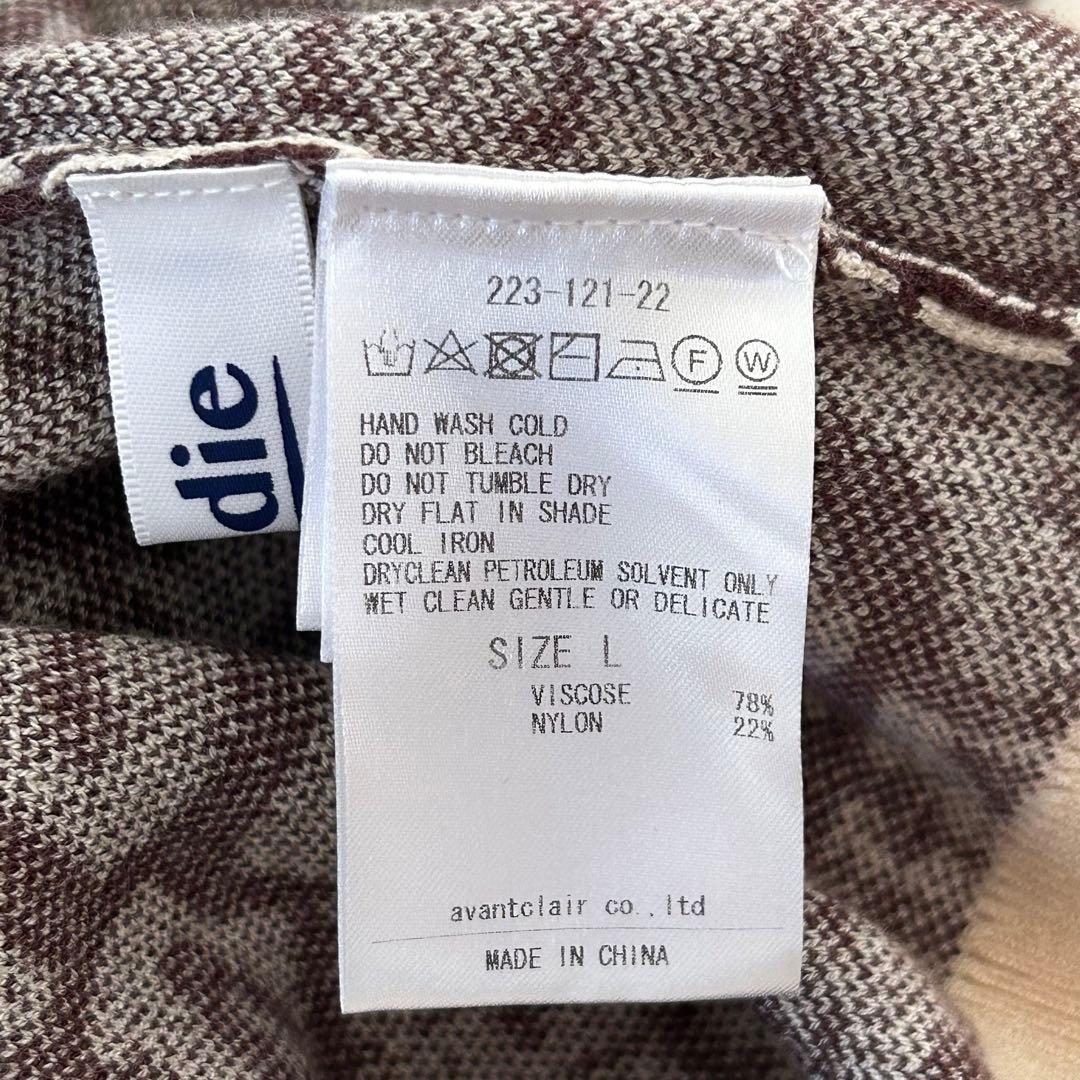 die
223-121-22
F W
HAND WASH COLD
DO NOT BLEACH
DO NOT TUMBLE DRY
DRY FLAT IN SHADE
COOL IRON
DRYCLEAN PETROLEUM SOLVENT ONLY
WET CLEAN GENTLE OR DELICATE
SIZE L
VISCOSE 78%
NYLON 22%
avantclair co.,ltd
MADE IN CHINA